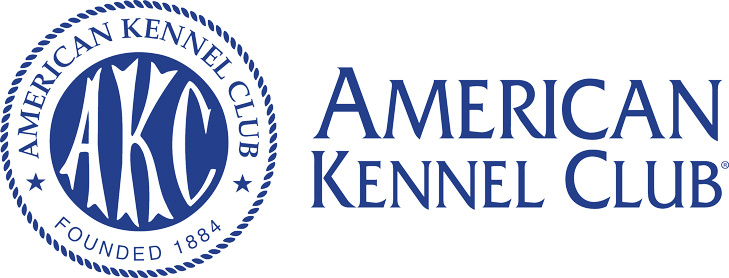 AMERICAN KENNEL CLUB
AKC
FOUNDED 1884
AMERICAN
KENNEL CLUB®